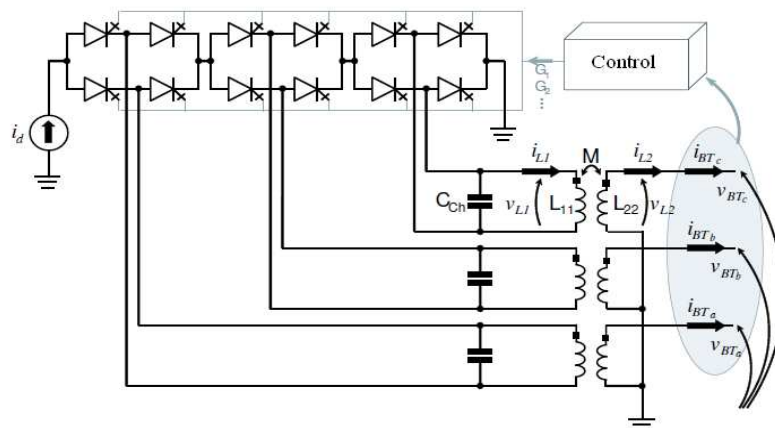 Control
G1
G2
...
id
iL1
M
iL2
iBTc
CCh
vL1
L11
L22
vL2
vBTc
iBTb
vBTb
iBTa
vBTa